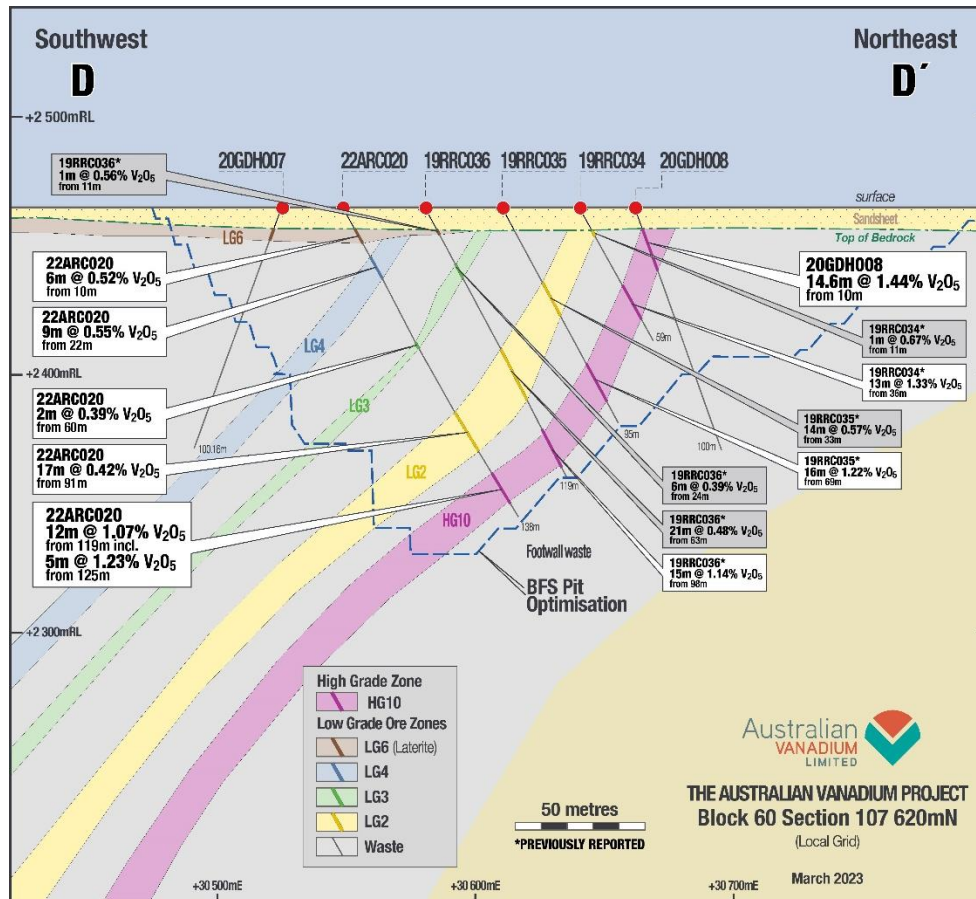 Southwest
D
Northeast
D´
+2 500mRL
19RRC036*
1m @ 0.56% V₂O₅
from 11m
20GDH007
22ARC020
19RRC036
19RRC035
19RRC034
20GDH008
surface
Sandsheet
Top of Bedrock
LG6
22ARC020
6m @ 0.52% V₂O₅
from 10m
20GDH008
14.6m @ 1.44% V₂O₅
from 10m
22ARC020
9m @ 0.55% V₂O₅
from 22m
19RRC034*
1m @ 0.67% V₂O₅
from 11m
59m
LG4
+2 400mRL
19RRC034*
13m @ 1.33% V₂O₅
from 36m
22ARC020
2m @ 0.39% V₂O₅
from 60m
LG3
19RRC035*
14m @ 0.57% V₂O₅
from 33m
95m
100.16m
100m
22ARC020
17m @ 0.42% V₂O₅
from 91m
LG2
19RRC035*
16m @ 1.22% V₂O₅
from 69m
19RRC036*
6m @ 0.39% V₂O₅
from 24m
119m
22ARC020
12m @ 1.07% V₂O₅
from 119m incl.
5m @ 1.23% V₂O₅
from 125m
HG10
138m
19RRC036*
21m @ 0.48% V₂O₅
from 63m
Footwall waste
19RRC036*
15m @ 1.14% V₂O₅
from 98m
BFS Pit
Optimisation
+2 300mRL
High Grade Zone
HG10
Low Grade Ore Zones
LG6 (Laterite)
LG4
LG3
LG2
Waste
50 metres
*PREVIOUSLY REPORTED
Australian
VANADIUM
LIMITED
THE AUSTRALIAN VANADIUM PROJECT
Block 60 Section 107 620mN
(Local Grid)
March 2023
+30 500mE
+30 600mE
+30 700mE